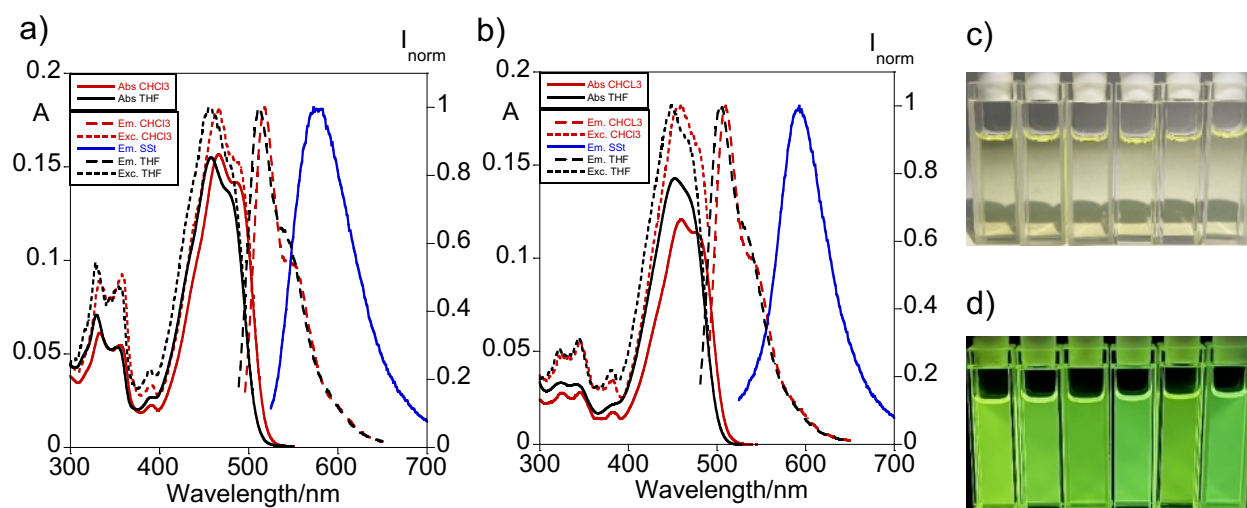 a)
I norm
0.2
A
0.15
0.1
0.05
0
1
0.8
0.6
0.4
0.2
0
Abs CHCl3
Abs THF
Em. CHCl3
Exc. CHCl3
Em. SSt
Em. THF
Exc. THF
300 400 500 600 700
Wavelength/nm
b)
I norm
0.2
A
0.15
0.1
0.05
0
1
0.8
0.6
0.4
0.2
0
Abs CHCL3
Abs THF
Em. CHCL3
Exc. CHCl3
Em. SSt
Em. THF
Exc. THF
300 400 500 600 700
Wavelength/nm
c)
d)